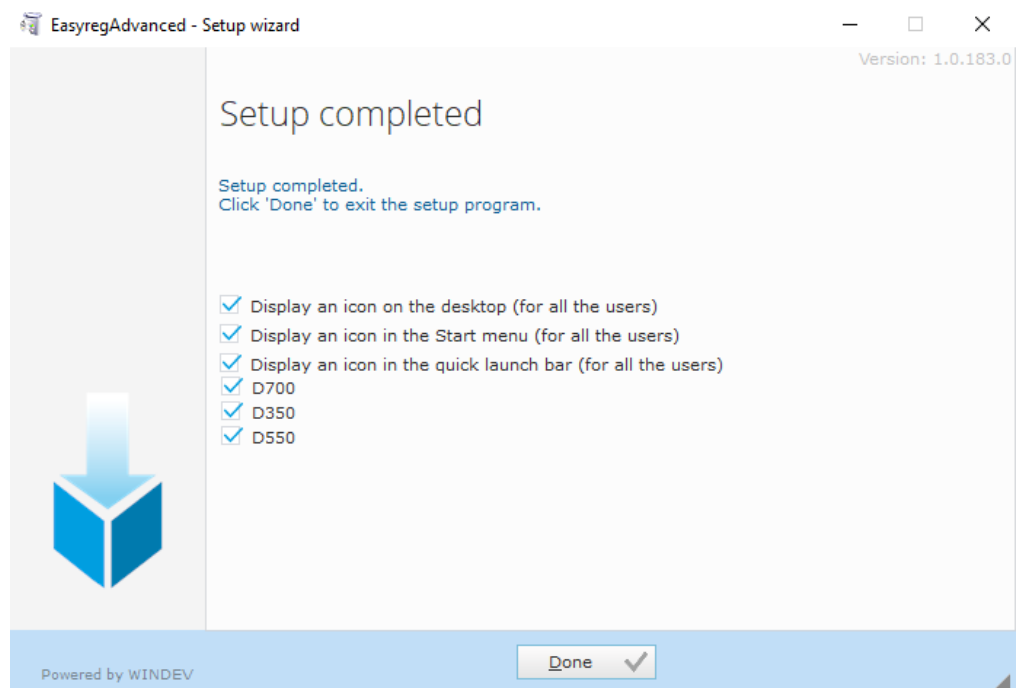 EasyregAdvanced - Setup wizard
Version: 1.0.183.0
Setup completed
Setup completed.
Click 'Done' to exit the setup program.
Display an icon on the desktop (for all the users)
Display an icon in the Start menu (for all the users)
Display an icon in the quick launch bar (for all the users)
D700
D350
D550
Done
Powered by WINDEV